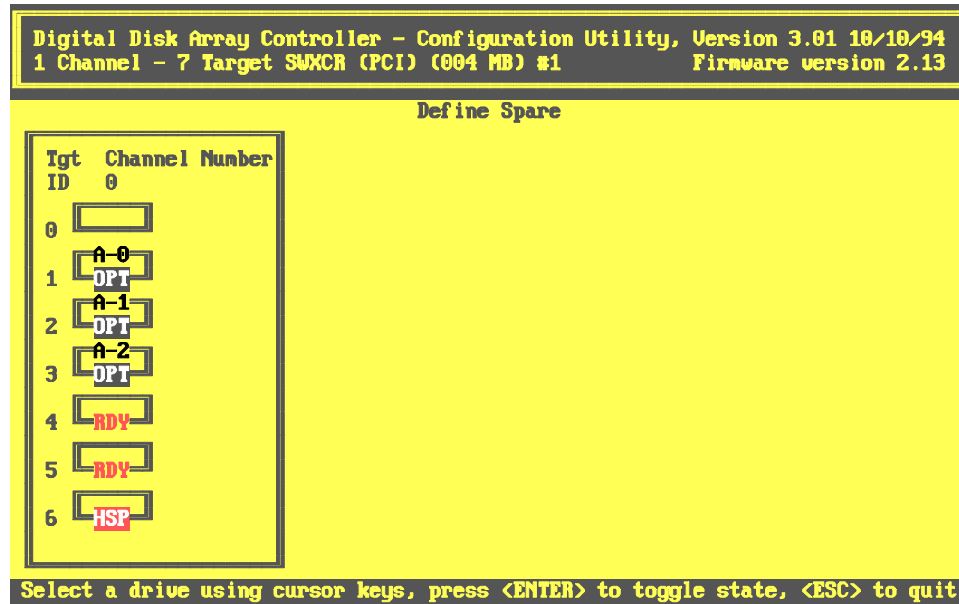 Digital Disk Array Controller – Configuration Utility, Version 3.01 10/10/94
1 Channel – 7 Target SWXCR (PCI) (004 MB) #1 Firmware version 2.13
Define Spare
Tgt Channel Number
ID 0
0
A-0
1 OPT
A-1
2 OPT
A-2
3 OPT
4 RDY
5 RDY
6 HSP
Select a drive using cursor keys, press <ENTER> to toggle state, <ESC> to quit